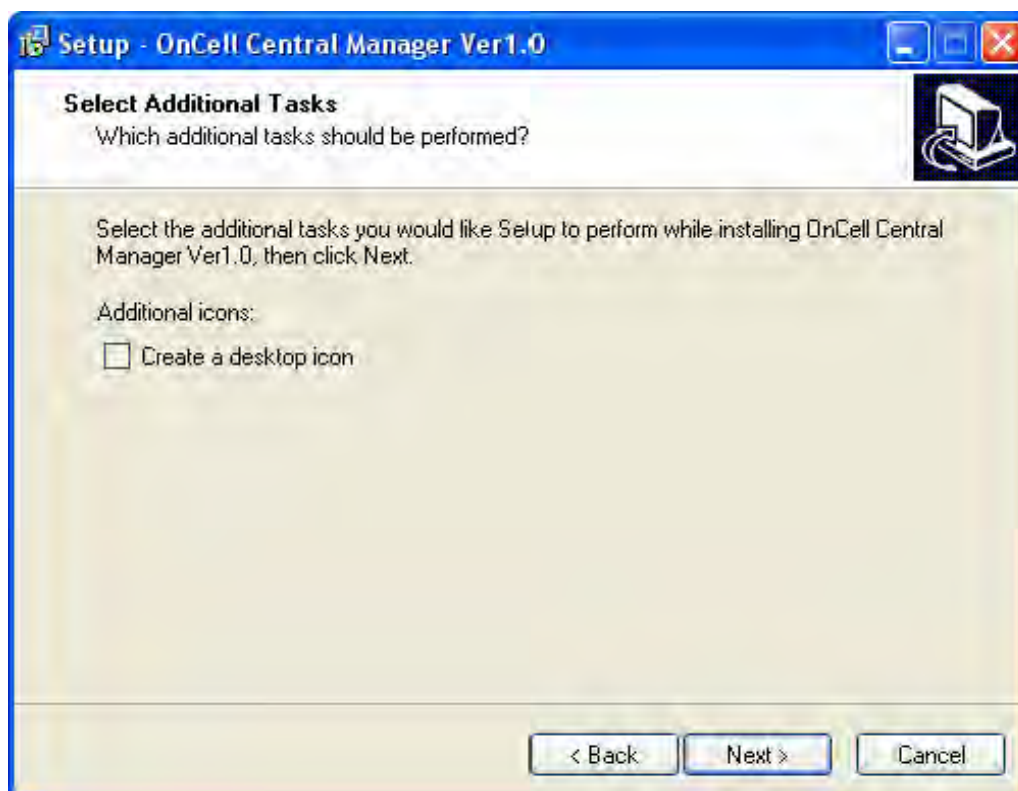 Setup - OnCell Central Manager Ver1.0
Select Additional Tasks
Which additional tasks should be performed?
Select the additional tasks you would like Setup to perform while installing OnCell Central
Manager Ver1.0, then click Next.
Additional icons:
Create a desktop icon
< Back
Next >
Cancel